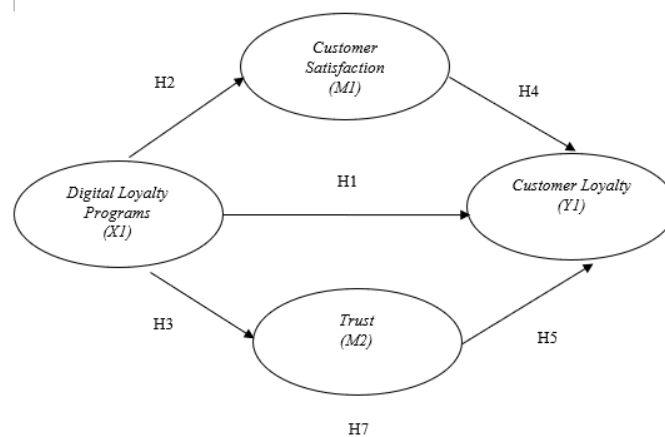 Customer
Satisfaction
(M1)
H2
H4
Digital Loyalty
Programs
(X1)
H1
Customer Loyalty
(Y1)
H3
Trust
(M2)
H5
H7